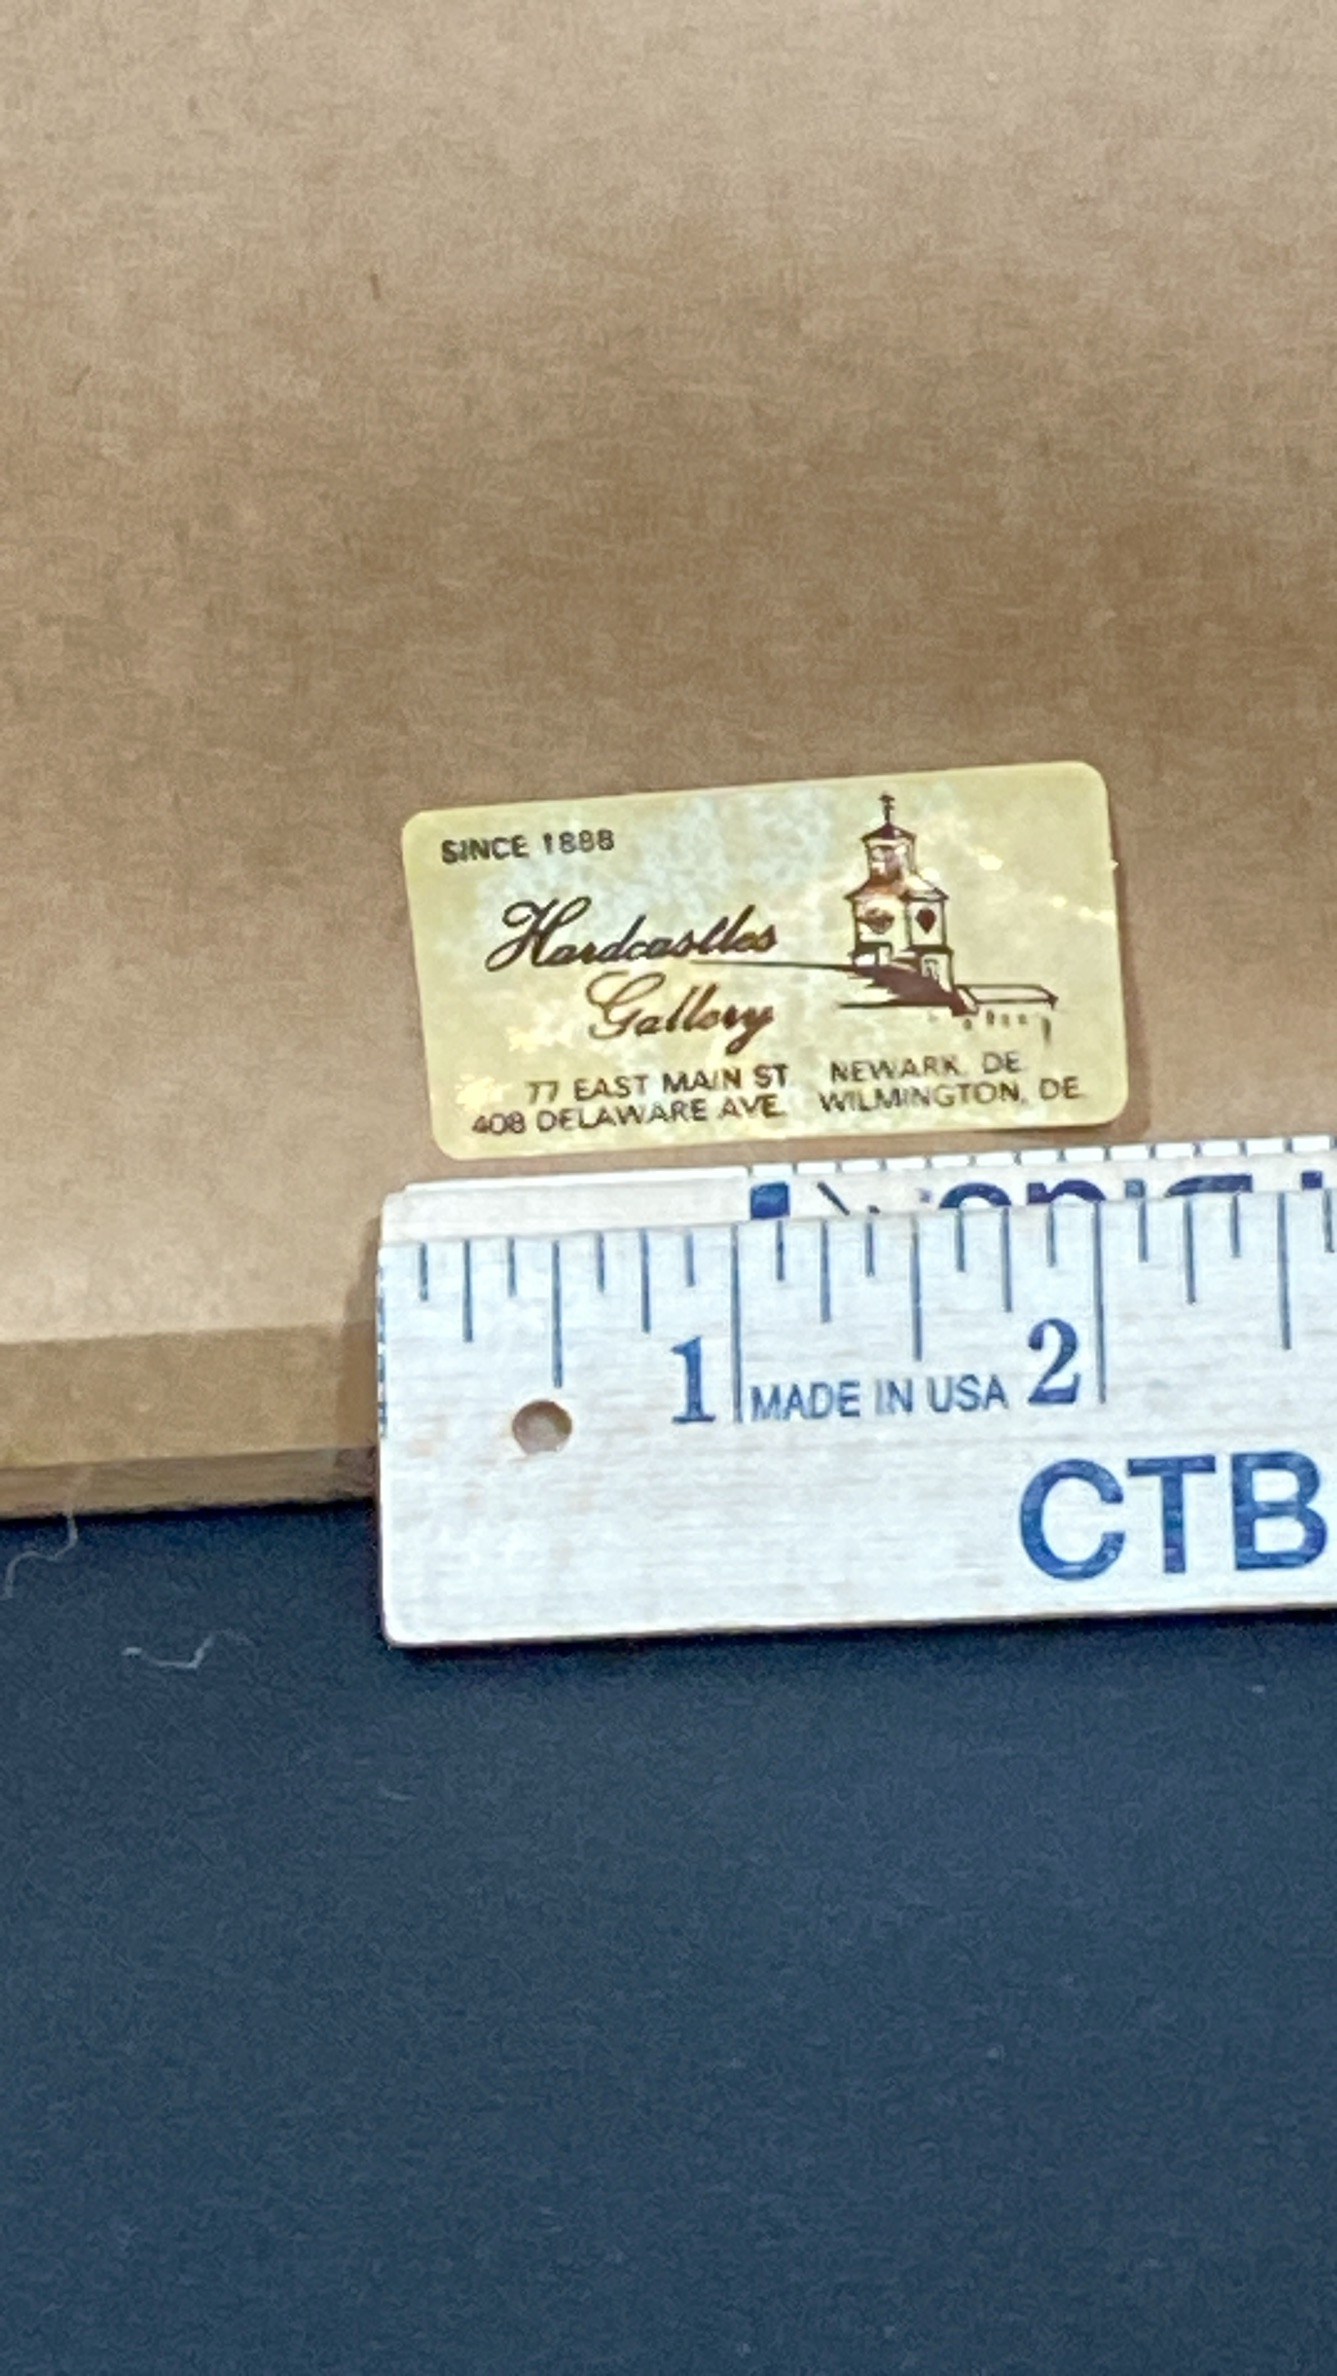 SINCE 1888
Hardcastles
Gallery
77 EAST MAIN ST NEWARK, DE
408 DELAWARE AVE. WILMINGTON, DE
1 MADE IN USA 2
CTB